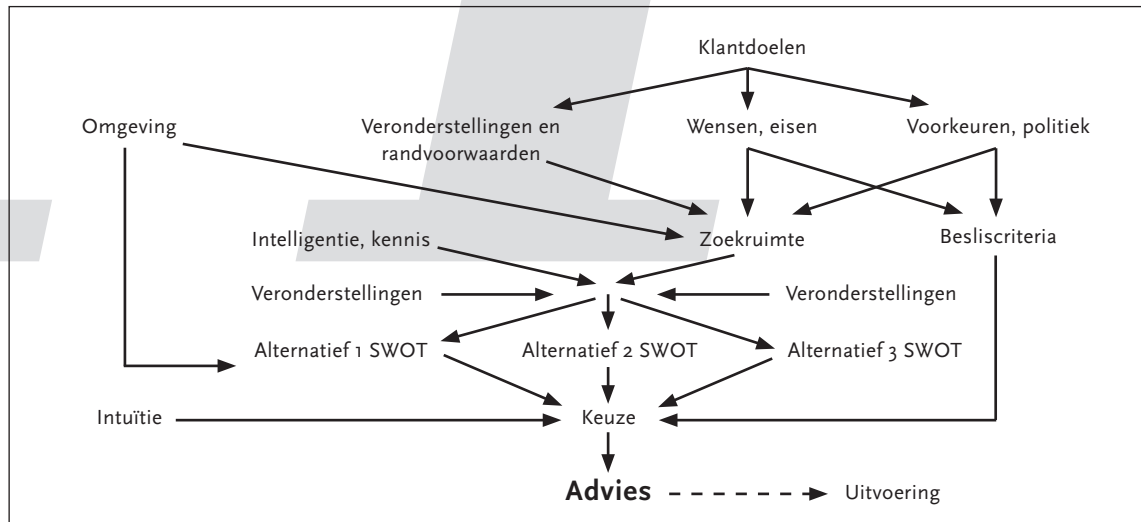 Klantdoelen
Omgeving
Veronderstellingen en
randvoorwaarden
Wensen, eisen
Voorkeuren, politiek
Intelligentie, kennis
Zoekruimte
Besliscriteria
Veronderstellingen
Veronderstellingen
Alternatief 1 SWOT
Alternatief 2 SWOT
Alternatief 3 SWOT
Intuïtie
Keuze
Advies
Uitvoering